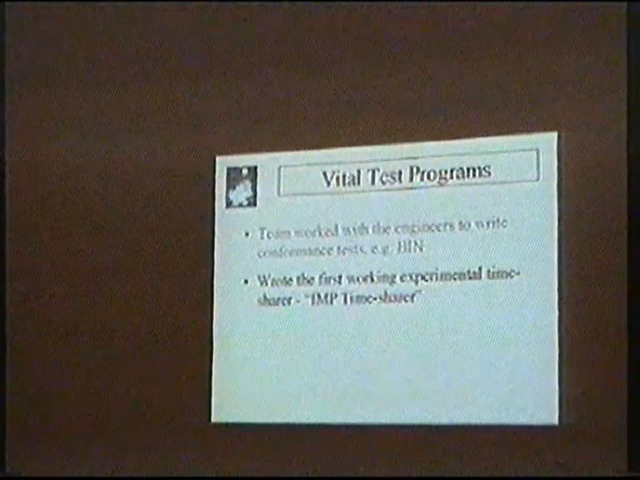 Vital Test Programs
• Team worked with the engineers to write
conformance tests, e.g. BIN
• Wrote the first working experimental time-
sharer - "IMP Time-sharer"